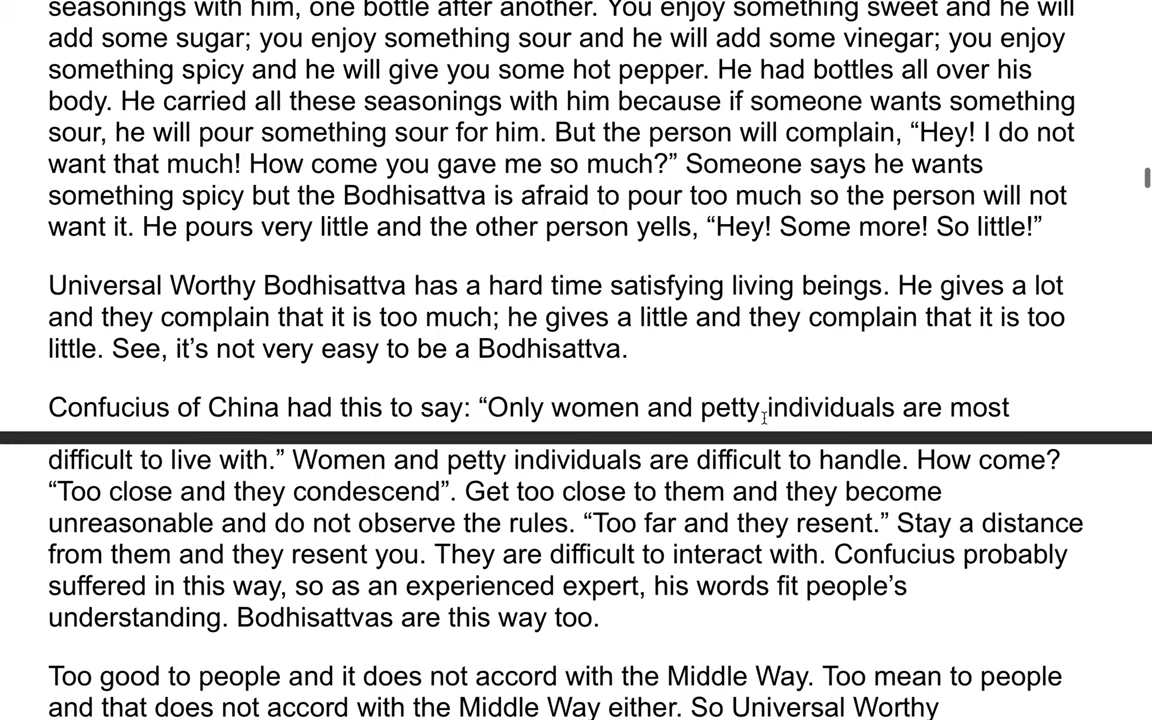 seasonings with him, one bottle after another. You enjoy something sweet and he will
add some sugar; you enjoy something sour and he will add some vinegar; you enjoy
something spicy and he will give you some hot pepper. He had bottles all over his
body. He carried all these seasonings with him because if someone wants something
sour, he will pour something sour for him. But the person will complain, “Hey! I do not
want that much! How come you gave me so much?” Someone says he wants
something spicy but the Bodhisattva is afraid to pour too much so the person will not
want it. He pours very little and the other person yells, “Hey! Some more! So little!”
Universal Worthy Bodhisattva has a hard time satisfying living beings. He gives a lot
and they complain that it is too much; he gives a little and they complain that it is too
little. See, it’s not very easy to be a Bodhisattva.
Confucius of China had this to say: “Only women and petty individuals are most
difficult to live with.” Women and petty individuals are difficult to handle. How come?
“Too close and they condescend”. Get too close to them and they become
unreasonable and do not observe the rules. “Too far and they resent.” Stay a distance
from them and they resent you. They are difficult to interact with. Confucius probably
suffered in this way, so as an experienced expert, his words fit people’s
understanding. Bodhisattvas are this way too.
Too good to people and it does not accord with the Middle Way. Too mean to people
and that does not accord with the Middle Way either. So Universal Worthy